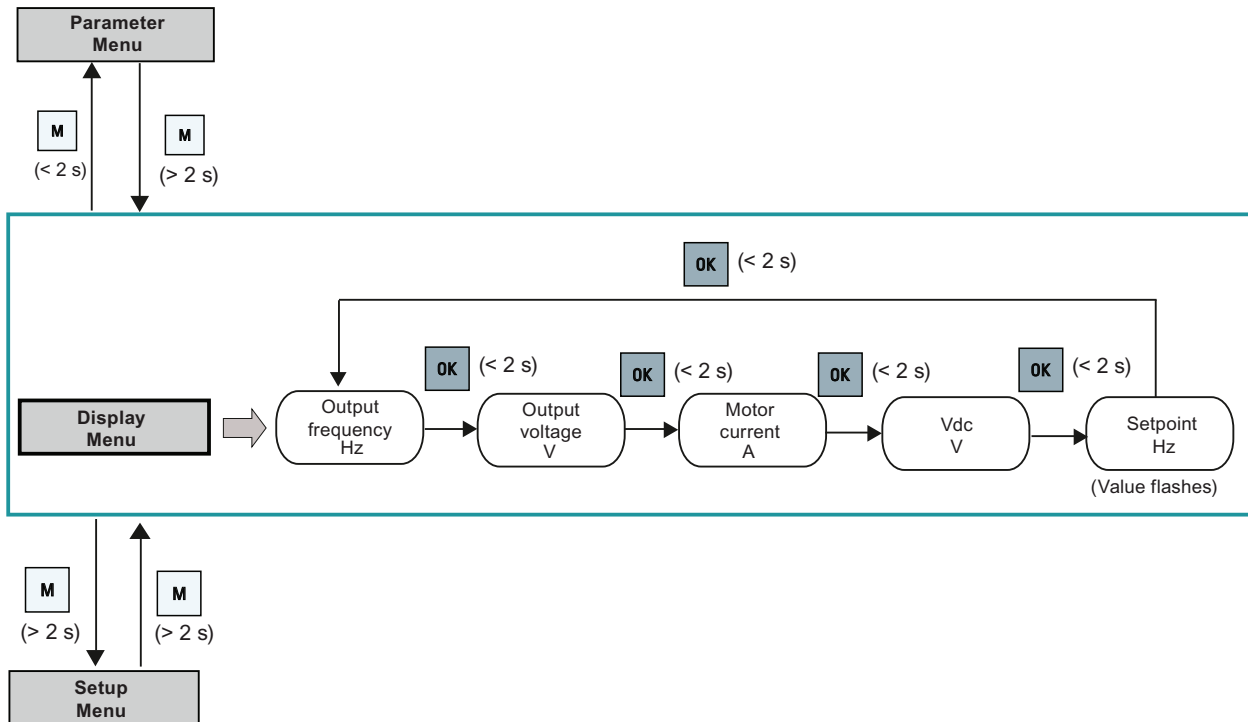 Parameter
Menu
M
(< 2 s)
M
(> 2 s)
OK (< 2 s)
OK (< 2 s)
OK (< 2 s)
OK (< 2 s)
OK (< 2 s)
Display
Menu
Output
frequency
Hz
Output
voltage
V
Motor
current
A
Vdc
V
Setpoint
Hz
(Value flashes)
M
(> 2 s)
M
(> 2 s)
Setup
Menu